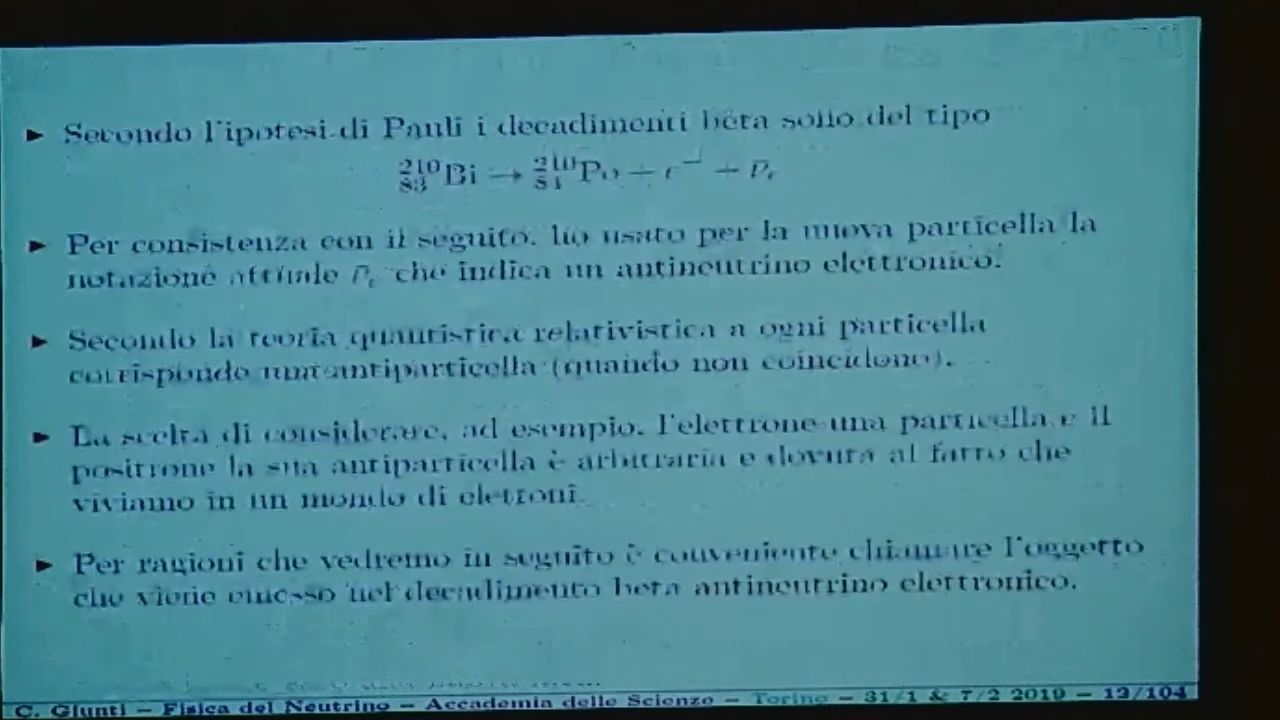 ► Secondo l'ipotesi di Pauli i decadimenti beta sono del tipo
²¹⁰₈₃Bi → ²¹⁰₈₄Po + e⁻ + ν̄ₑ
► Per consistenza con il seguito, ho usato per la nuova particella la
notazione attuale ν̄ₑ che indica un antineutrino elettronico.
► Secondo la teoria quantistica relativistica a ogni particella
corrisponde una antiparticella (quando non coincidono).
► La scelta di considerare, ad esempio, l'elettrone una particella e il
positrone la sua antiparticella è arbitraria e dovuta al fatto che
viviamo in un mondo di elettroni.
► Per ragioni che vedremo in seguito è conveniente chiamare l'oggetto
che viene emesso nel decadimento beta antineutrino elettronico.
C. Giunti – Fisica del Neutrino – Accademia delle Scienze – Torino – 31/1 & 7/2 2019 – 12/104